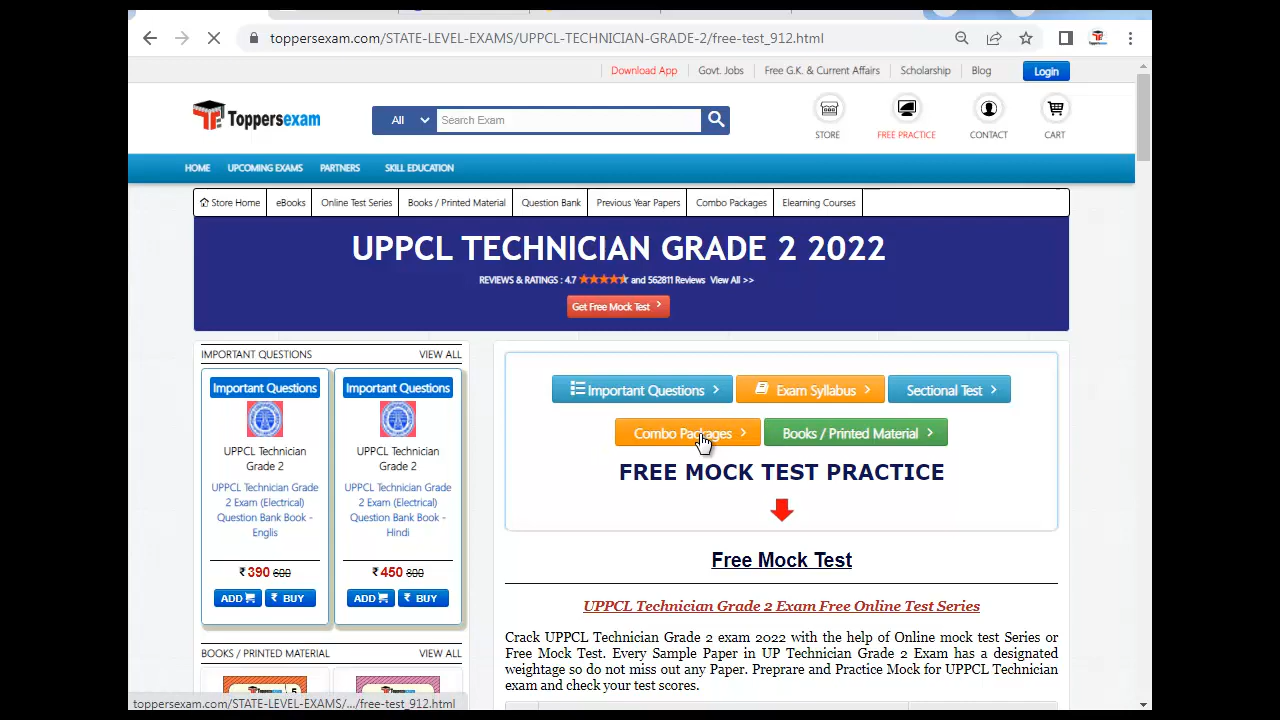 toppersexam.com/STATE-LEVEL-EXAMS/UPPCL-TECHNICIAN-GRADE-2/free-test_912.html
Download App
Govt. Jobs
Free G.K. & Current Affairs
Scholarship
Blog
Login
Toppersexam
All
Search Exam
STORE
FREE PRACTICE
CONTACT
CART
HOME
UPCOMING EXAMS
PARTNERS
SKILL EDUCATION
Store Home
eBooks
Online Test Series
Books / Printed Material
Question Bank
Previous Year Papers
Combo Packages
Elearning Courses
UPPCL TECHNICIAN GRADE 2 2022
REVIEWS & RATINGS : 4.7 and 562811 Reviews View All >>
Get Free Mock Test
IMPORTANT QUESTIONS
VIEW ALL
Important Questions
UPPCL Technician
Grade 2
UPPCL Technician Grade
2 Exam (Electrical)
Question Bank Book -
Englis
₹ 390 600
ADD
₹ BUY
Important Questions
UPPCL Technician
Grade 2
UPPCL Technician Grade
2 Exam (Electrical)
Question Bank Book -
Hindi
₹ 450 800
ADD
₹ BUY
BOOKS / PRINTED MATERIAL
VIEW ALL
Toppersexam
Toppersexam
Important Questions
Exam Syllabus
Sectional Test
Combo Packages
Books / Printed Material
FREE MOCK TEST PRACTICE
Free Mock Test
UPPCL Technician Grade 2 Exam Free Online Test Series
Crack UPPCL Technician Grade 2 exam 2022 with the help of Online mock test Series or
Free Mock Test. Every Sample Paper in UP Technician Grade 2 Exam has a designated
weightage so do not miss out any Paper. Preprare and Practice Mock for UPPCL Technician
exam and check your test scores.
toppersexam.com/STATE-LEVEL-EXAMS/.../free-test_912.html